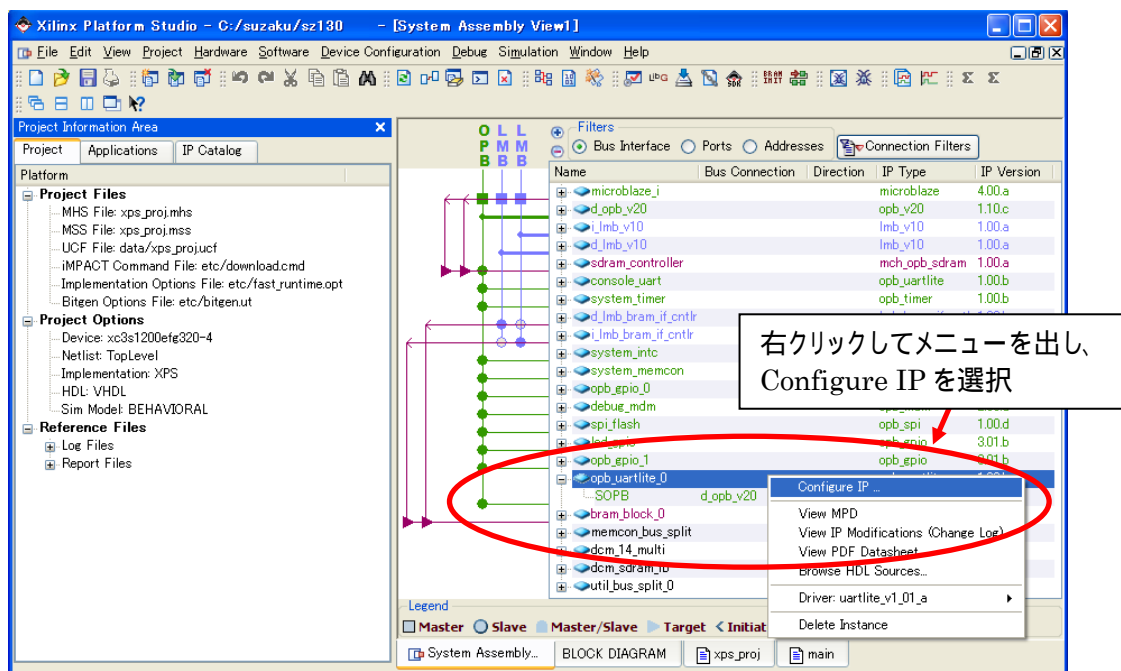 Xilinx Platform Studio - C:/suzaku/sz130 - [System Assembly View1]
File Edit View Project Hardware Software Device Configuration Debug Simulation Window Help
Project Information Area
Project Applications IP Catalog
Platform
Project Files
MHS File: xps_proj.mhs
MSS File: xps_proj.mss
UCF File: data/xps_proj.ucf
iMPACT Command File: etc/download.cmd
Implementation Options File: etc/fast_runtime.opt
Bitgen Options File: etc/bitgen.ut
Project Options
Device: xc3s1200efg320-4
Netlist: TopLevel
Implementation: XPS
HDL: VHDL
Sim Model: BEHAVIORAL
Reference Files
Log Files
Report Files
OPB LMB LMB
Filters
Bus Interface Ports Addresses Connection Filters
Name Bus Connection Direction IP Type IP Version
microblaze_i microblaze 4.00.a
d_opb_v20 opb_v20 1.10.c
i_lmb_v10 lmb_v10 1.00.a
d_lmb_v10 lmb_v10 1.00.a
sdram_controller mch_opb_sdram 1.00.a
console_uart opb_uartlite 1.00.b
system_timer opb_timer 1.00.b
d_lmb_bram_if_cntlr
i_lmb_bram_if_cntlr
system_intc
system_memcon
opb_gpio_0
debug_mdm
spi_flash opb_spi 1.00.d
led_gpio opb_gpio 3.01.b
opb_gpio_1 opb_gpio 3.01.b
opb_uartlite_0
SOPB d_opb_v20
bram_block_0
memcon_bus_split
dcm_14_multi
dcm_sdram_fb
util_bus_split_0
右クリックしてメニューを出し、
Configure IP を選択
Configure IP ...
View MPD
View IP Modifications (Change Log)
View PDF Datasheet
Browse HDL Sources...
Driver: uartlite_v1_01_a
Delete Instance
Legend
Master Slave Master/Slave Target Initiat
System Assembly... BLOCK DIAGRAM xps_proj main